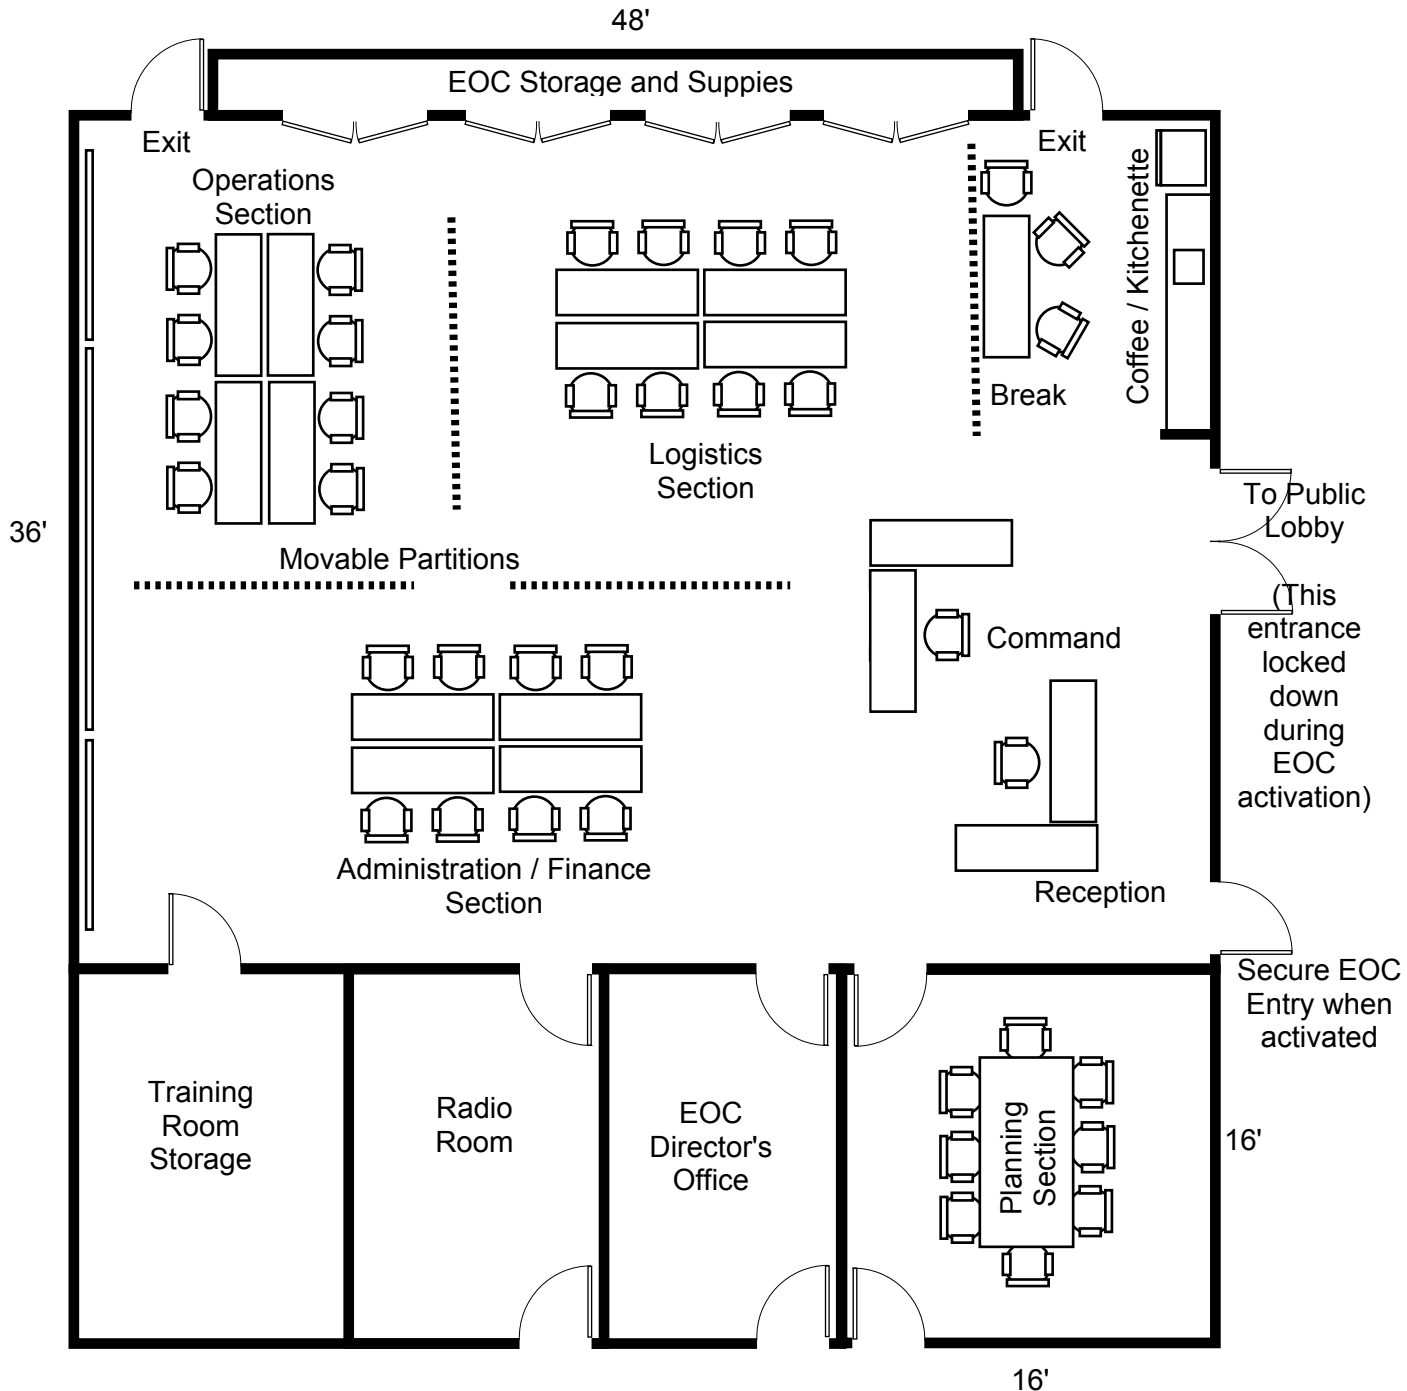 48'
EOC Storage and Suppies
Exit
Exit
Operations
Section
Coffee / Kitchenette
Break
Logistics
Section
To Public
Lobby
36'
Movable Partitions
(This
entrance
locked
down
during
EOC
activation)
Command
Administration / Finance
Section
Reception
Secure EOC
Entry when
activated
Training
Room
Storage
Radio
Room
EOC
Director's
Office
Planning
Section
16'
16'